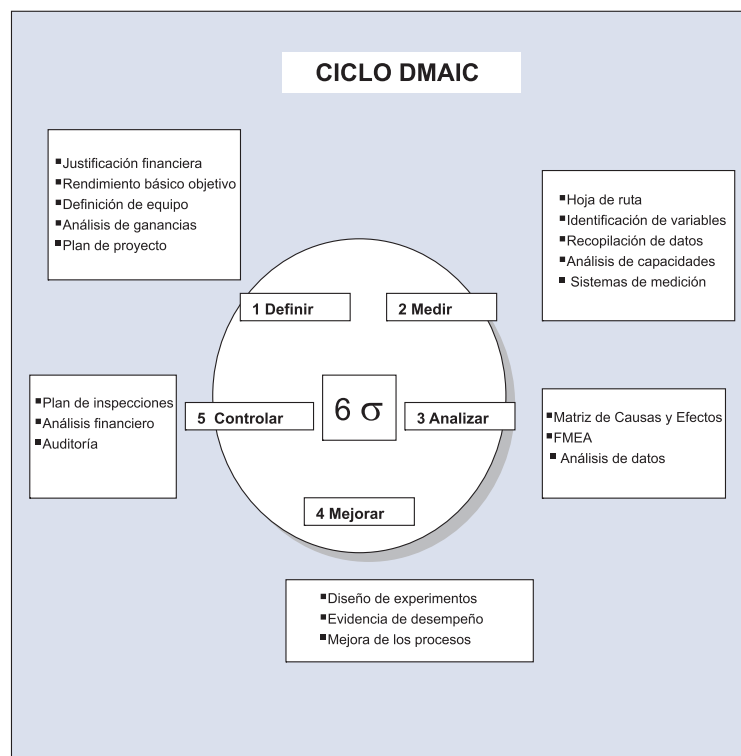 CICLO DMAIC
▪Justificación financiera
▪Rendimiento básico objetivo
▪Definición de equipo
▪Análisis de ganancias
▪Plan de proyecto
▪Hoja de ruta
▪Identificación de variables
▪Recopilación de datos
▪Análisis de capacidades
▪ Sistemas de medición
1 Definir
2 Medir
▪Plan de inspecciones
▪Análisis financiero
▪Auditoría
5 Controlar
6 σ
3 Analizar
▪Matriz de Causas y Efectos
▪FMEA
▪ Análisis de datos
4 Mejorar
▪Diseño de experimentos
▪Evidencia de desempeño
▪Mejora de los procesos